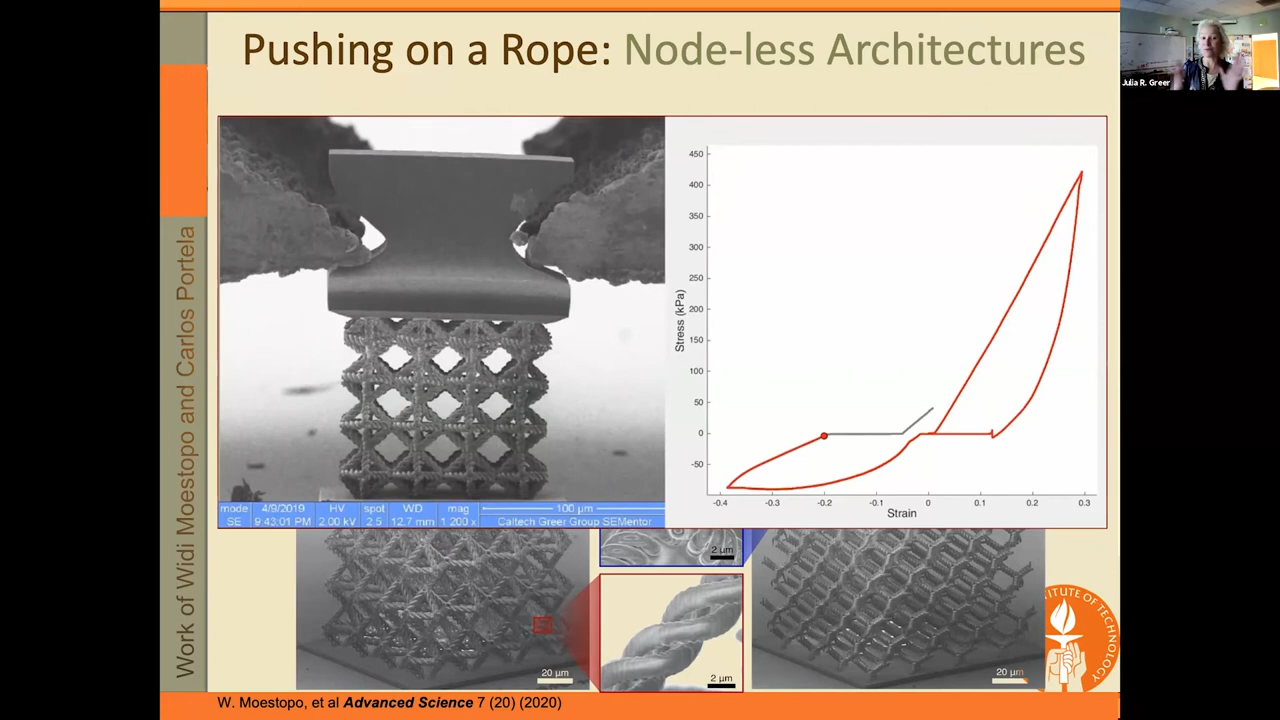 Pushing on a Rope: Node-less Architectures
Julia R. Greer
Work of Widi Moestopo and Carlos Portela
mode 4/9/2019 HV spot WD mag 100 µm
SE 9:43:01 PM 2.00 kV 2.5 12.7 mm 1 200 x Caltech Greer Group SEMentor
Stress (kPa)
450
400
350
300
250
200
150
100
50
0
-50
-0.4 -0.3 -0.2 -0.1 0 0.1 0.2 0.3
Strain
2 µm
20 µm
2 µm
20 µm
ITUTE OF TECHNOLOGY
W. Moestopo, et al Advanced Science 7 (20) (2020)